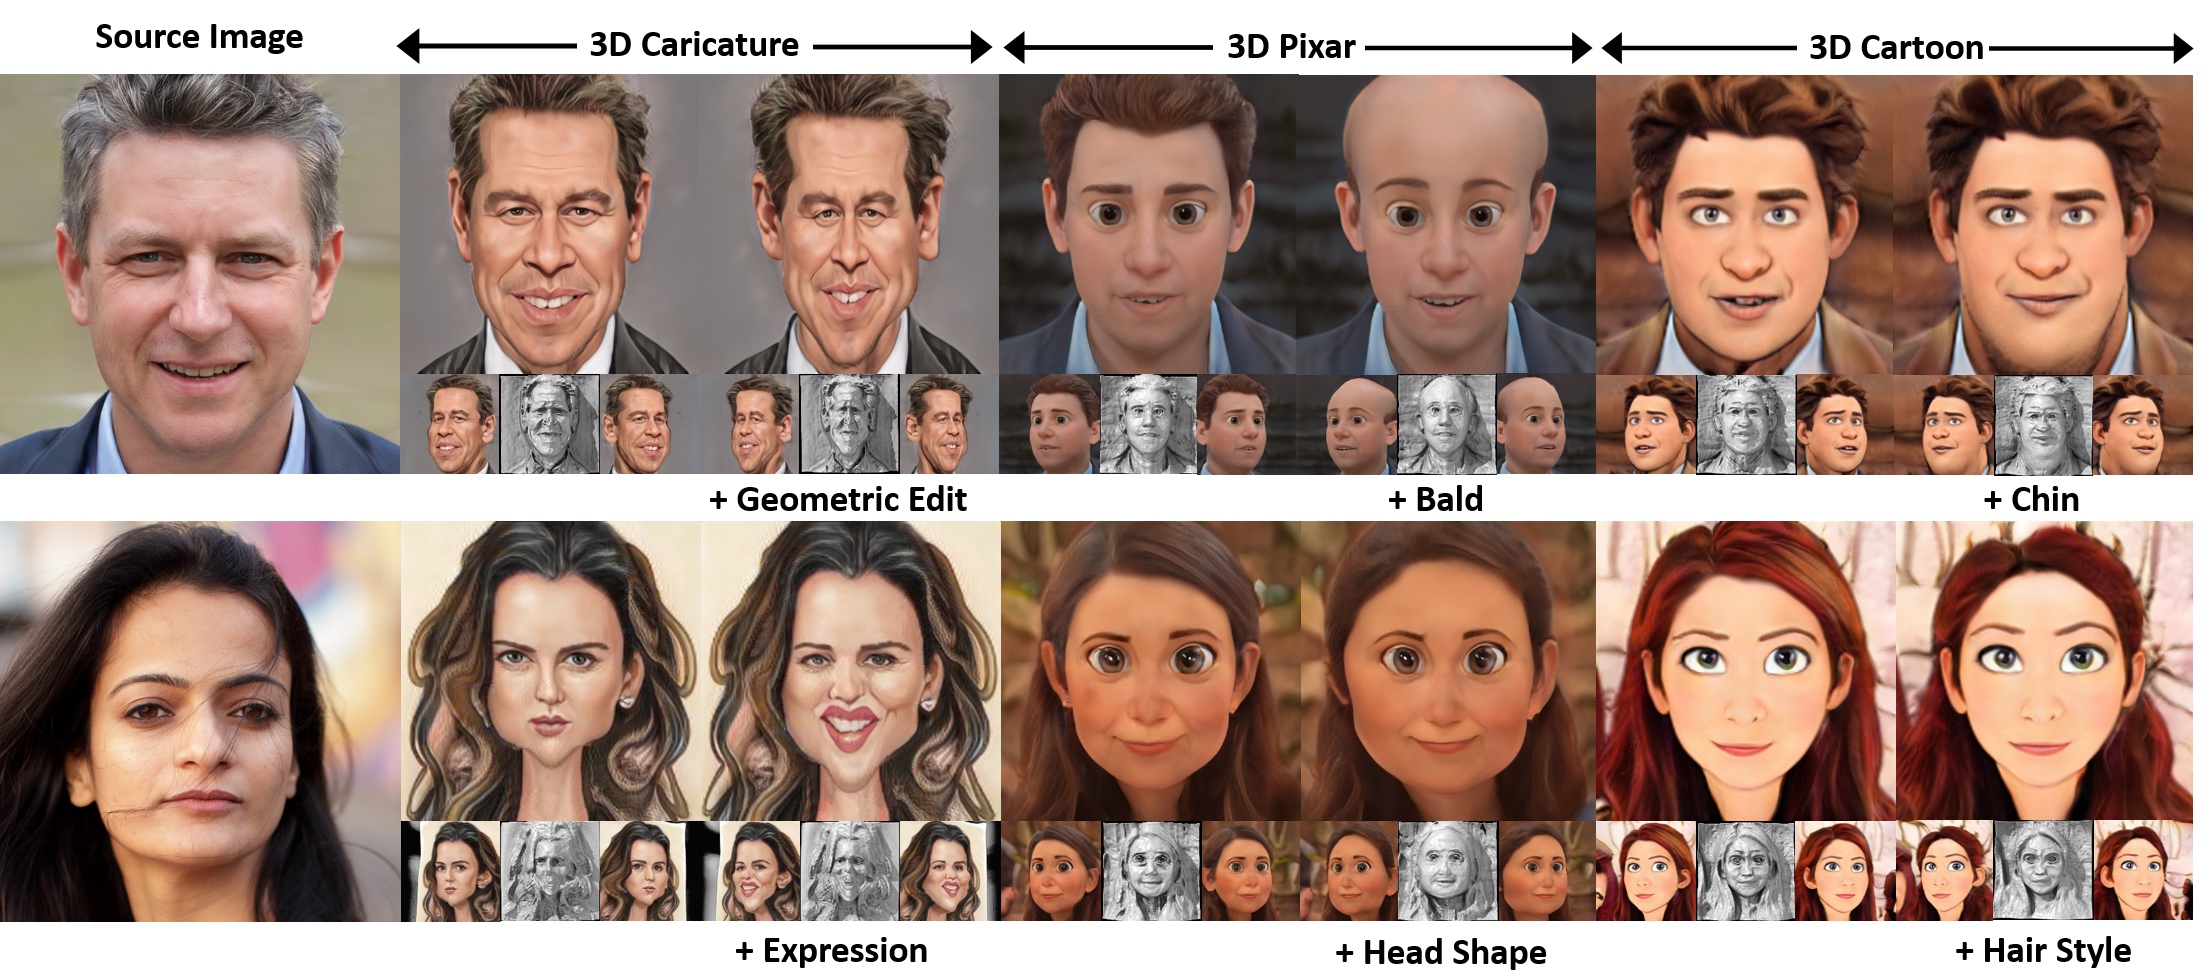 Source Image
3D Caricature
3D Pixar
3D Cartoon
+ Geometric Edit
+ Bald
+ Chin
+ Expression
+ Head Shape
+ Hair Style